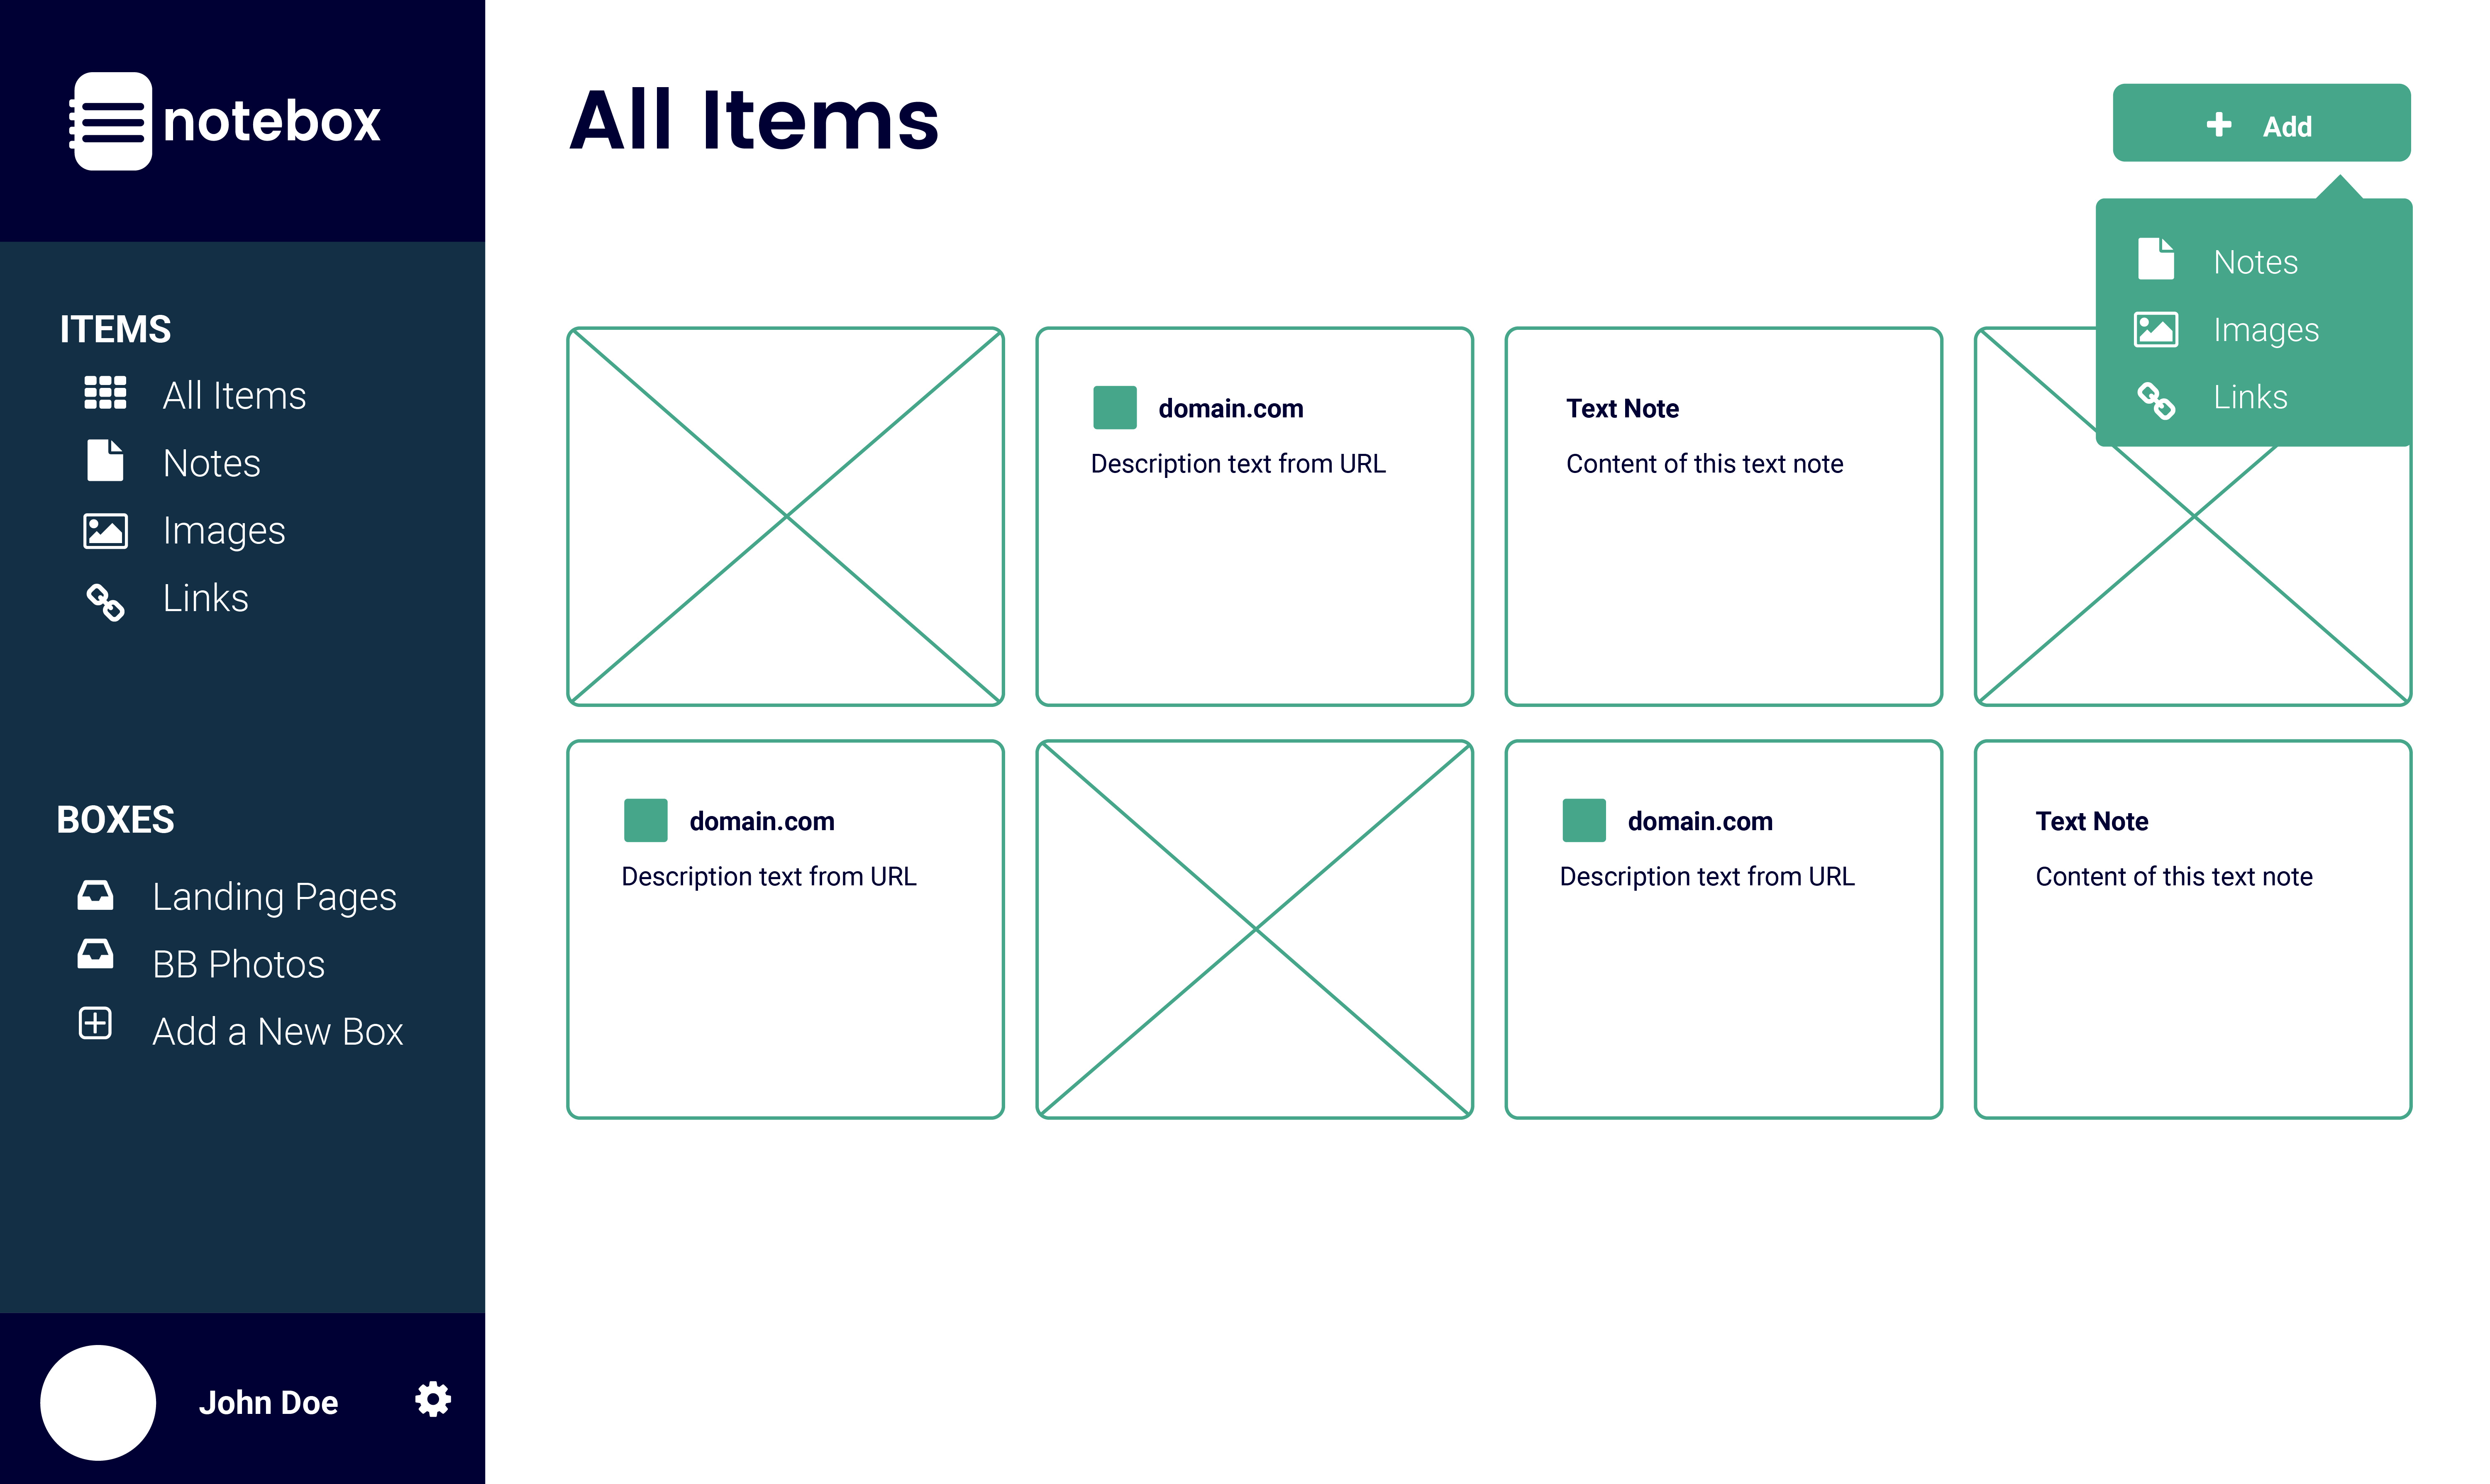 notebox
ITEMS
All Items
Notes
Images
Links
BOXES
Landing Pages
BB Photos
Add a New Box
John Doe
All Items
Add
Notes
Images
Links
domain.com
Description text from URL
Text Note
Content of this text note
domain.com
Description text from URL
domain.com
Description text from URL
Text Note
Content of this text note